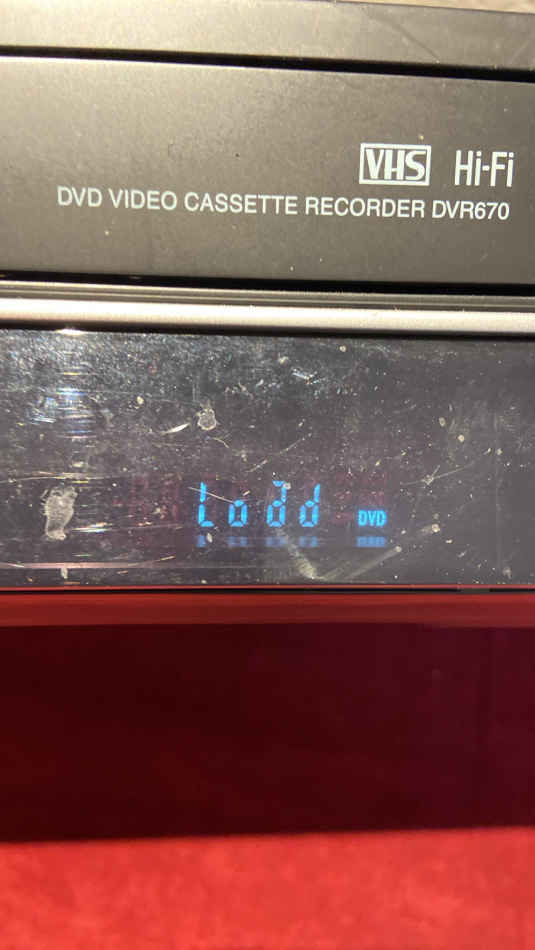 VHS Hi-Fi
DVD VIDEO CASSETTE RECORDER DVR670
Load DVD